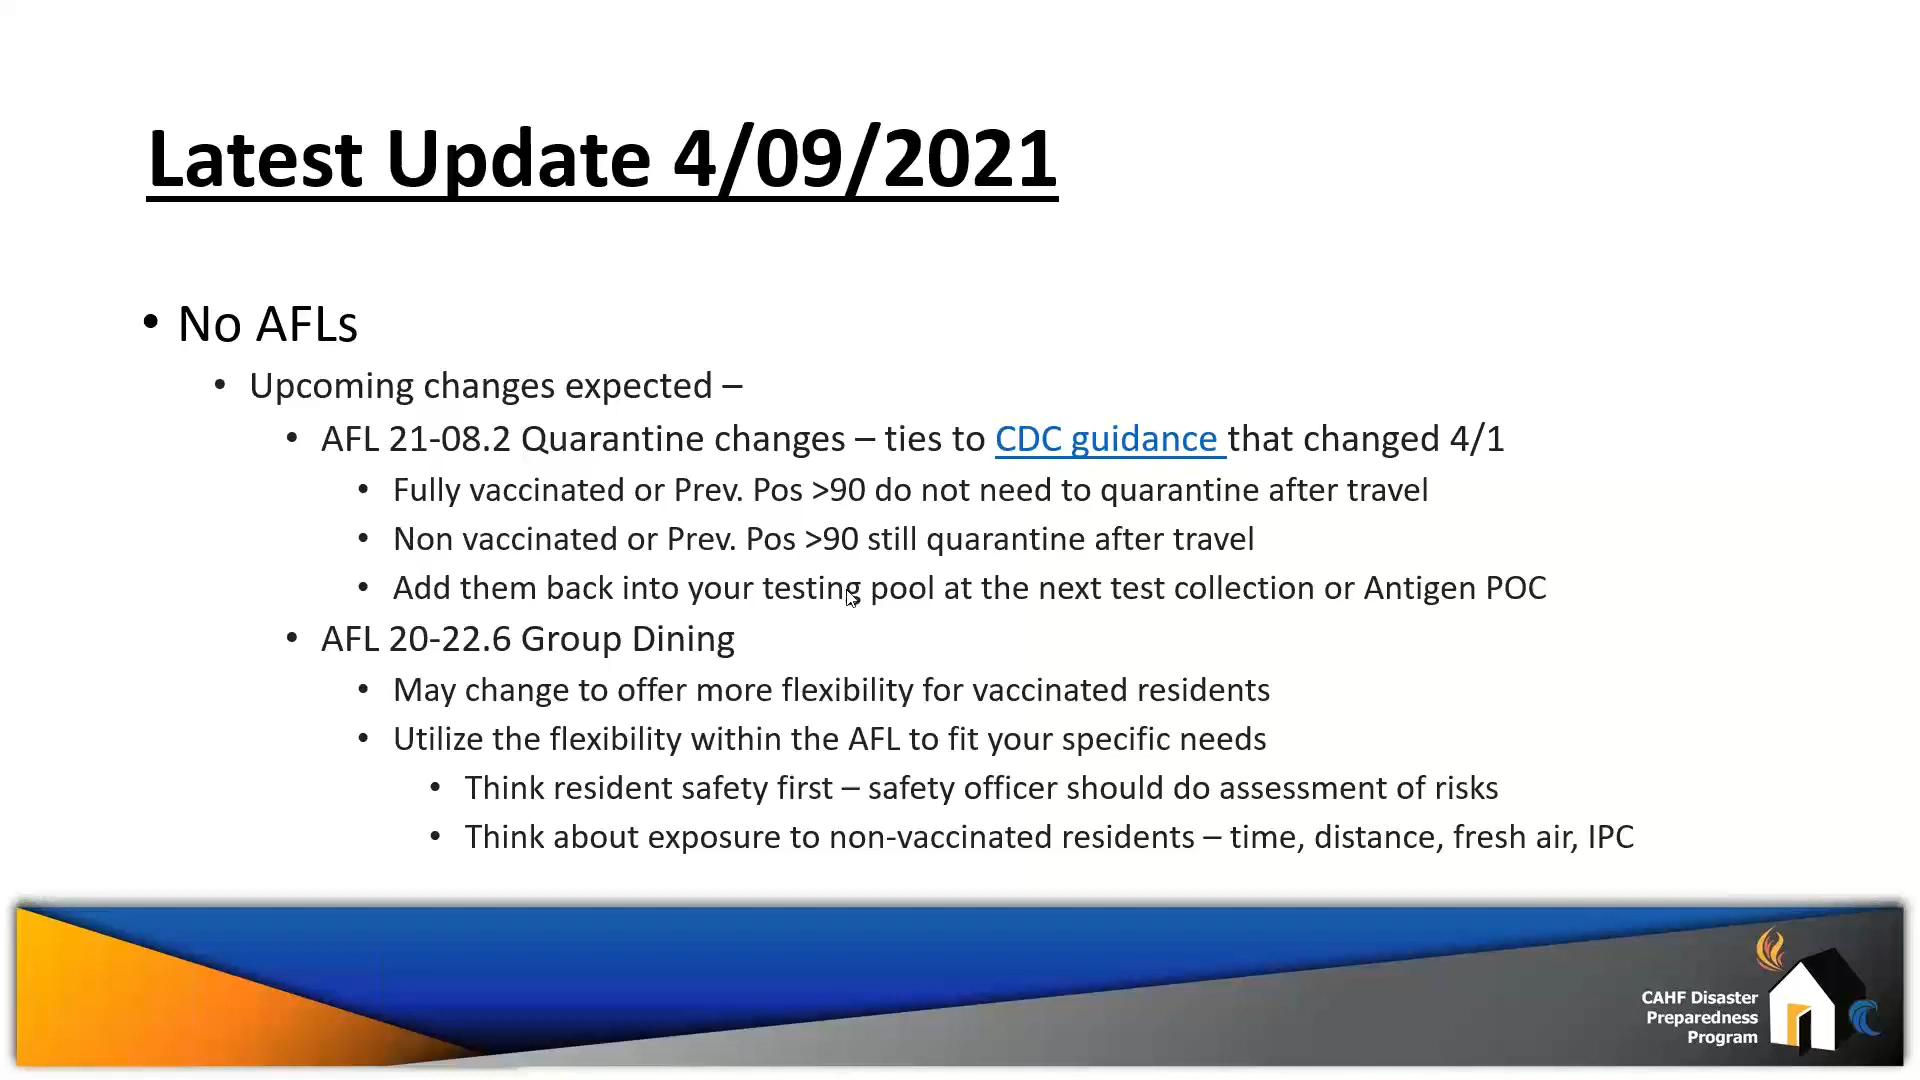 Latest Update 4/09/2021
• No AFLs
• Upcoming changes expected –
• AFL 21-08.2 Quarantine changes – ties to CDC guidance that changed 4/1
• Fully vaccinated or Prev. Pos >90 do not need to quarantine after travel
• Non vaccinated or Prev. Pos >90 still quarantine after travel
• Add them back into your testing pool at the next test collection or Antigen POC
• AFL 20-22.6 Group Dining
• May change to offer more flexibility for vaccinated residents
• Utilize the flexibility within the AFL to fit your specific needs
• Think resident safety first – safety officer should do assessment of risks
• Think about exposure to non-vaccinated residents – time, distance, fresh air, IPC
CAHF Disaster
Preparedness
Program